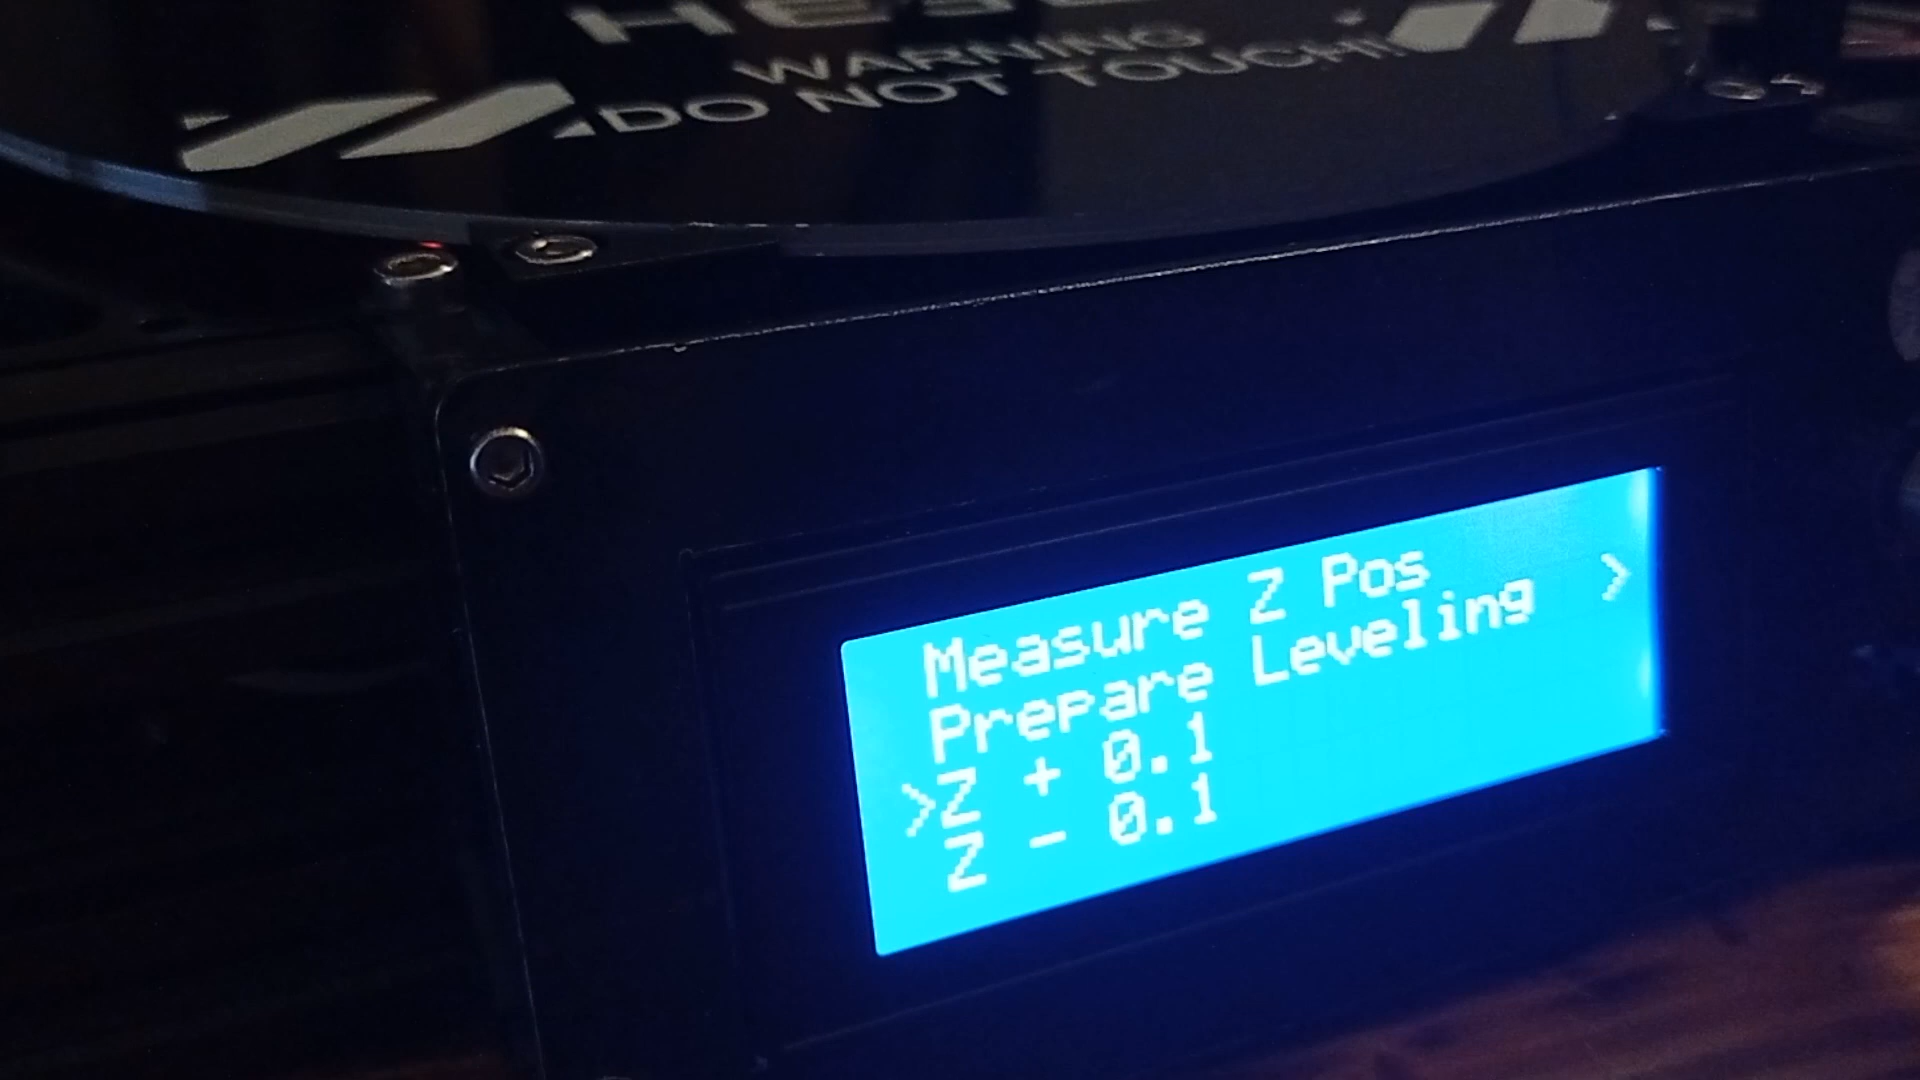 WARNING
DO NOT TOUCH!
Measure Z Pos
Prepare Leveling >
>Z + 0.1
Z - 0.1